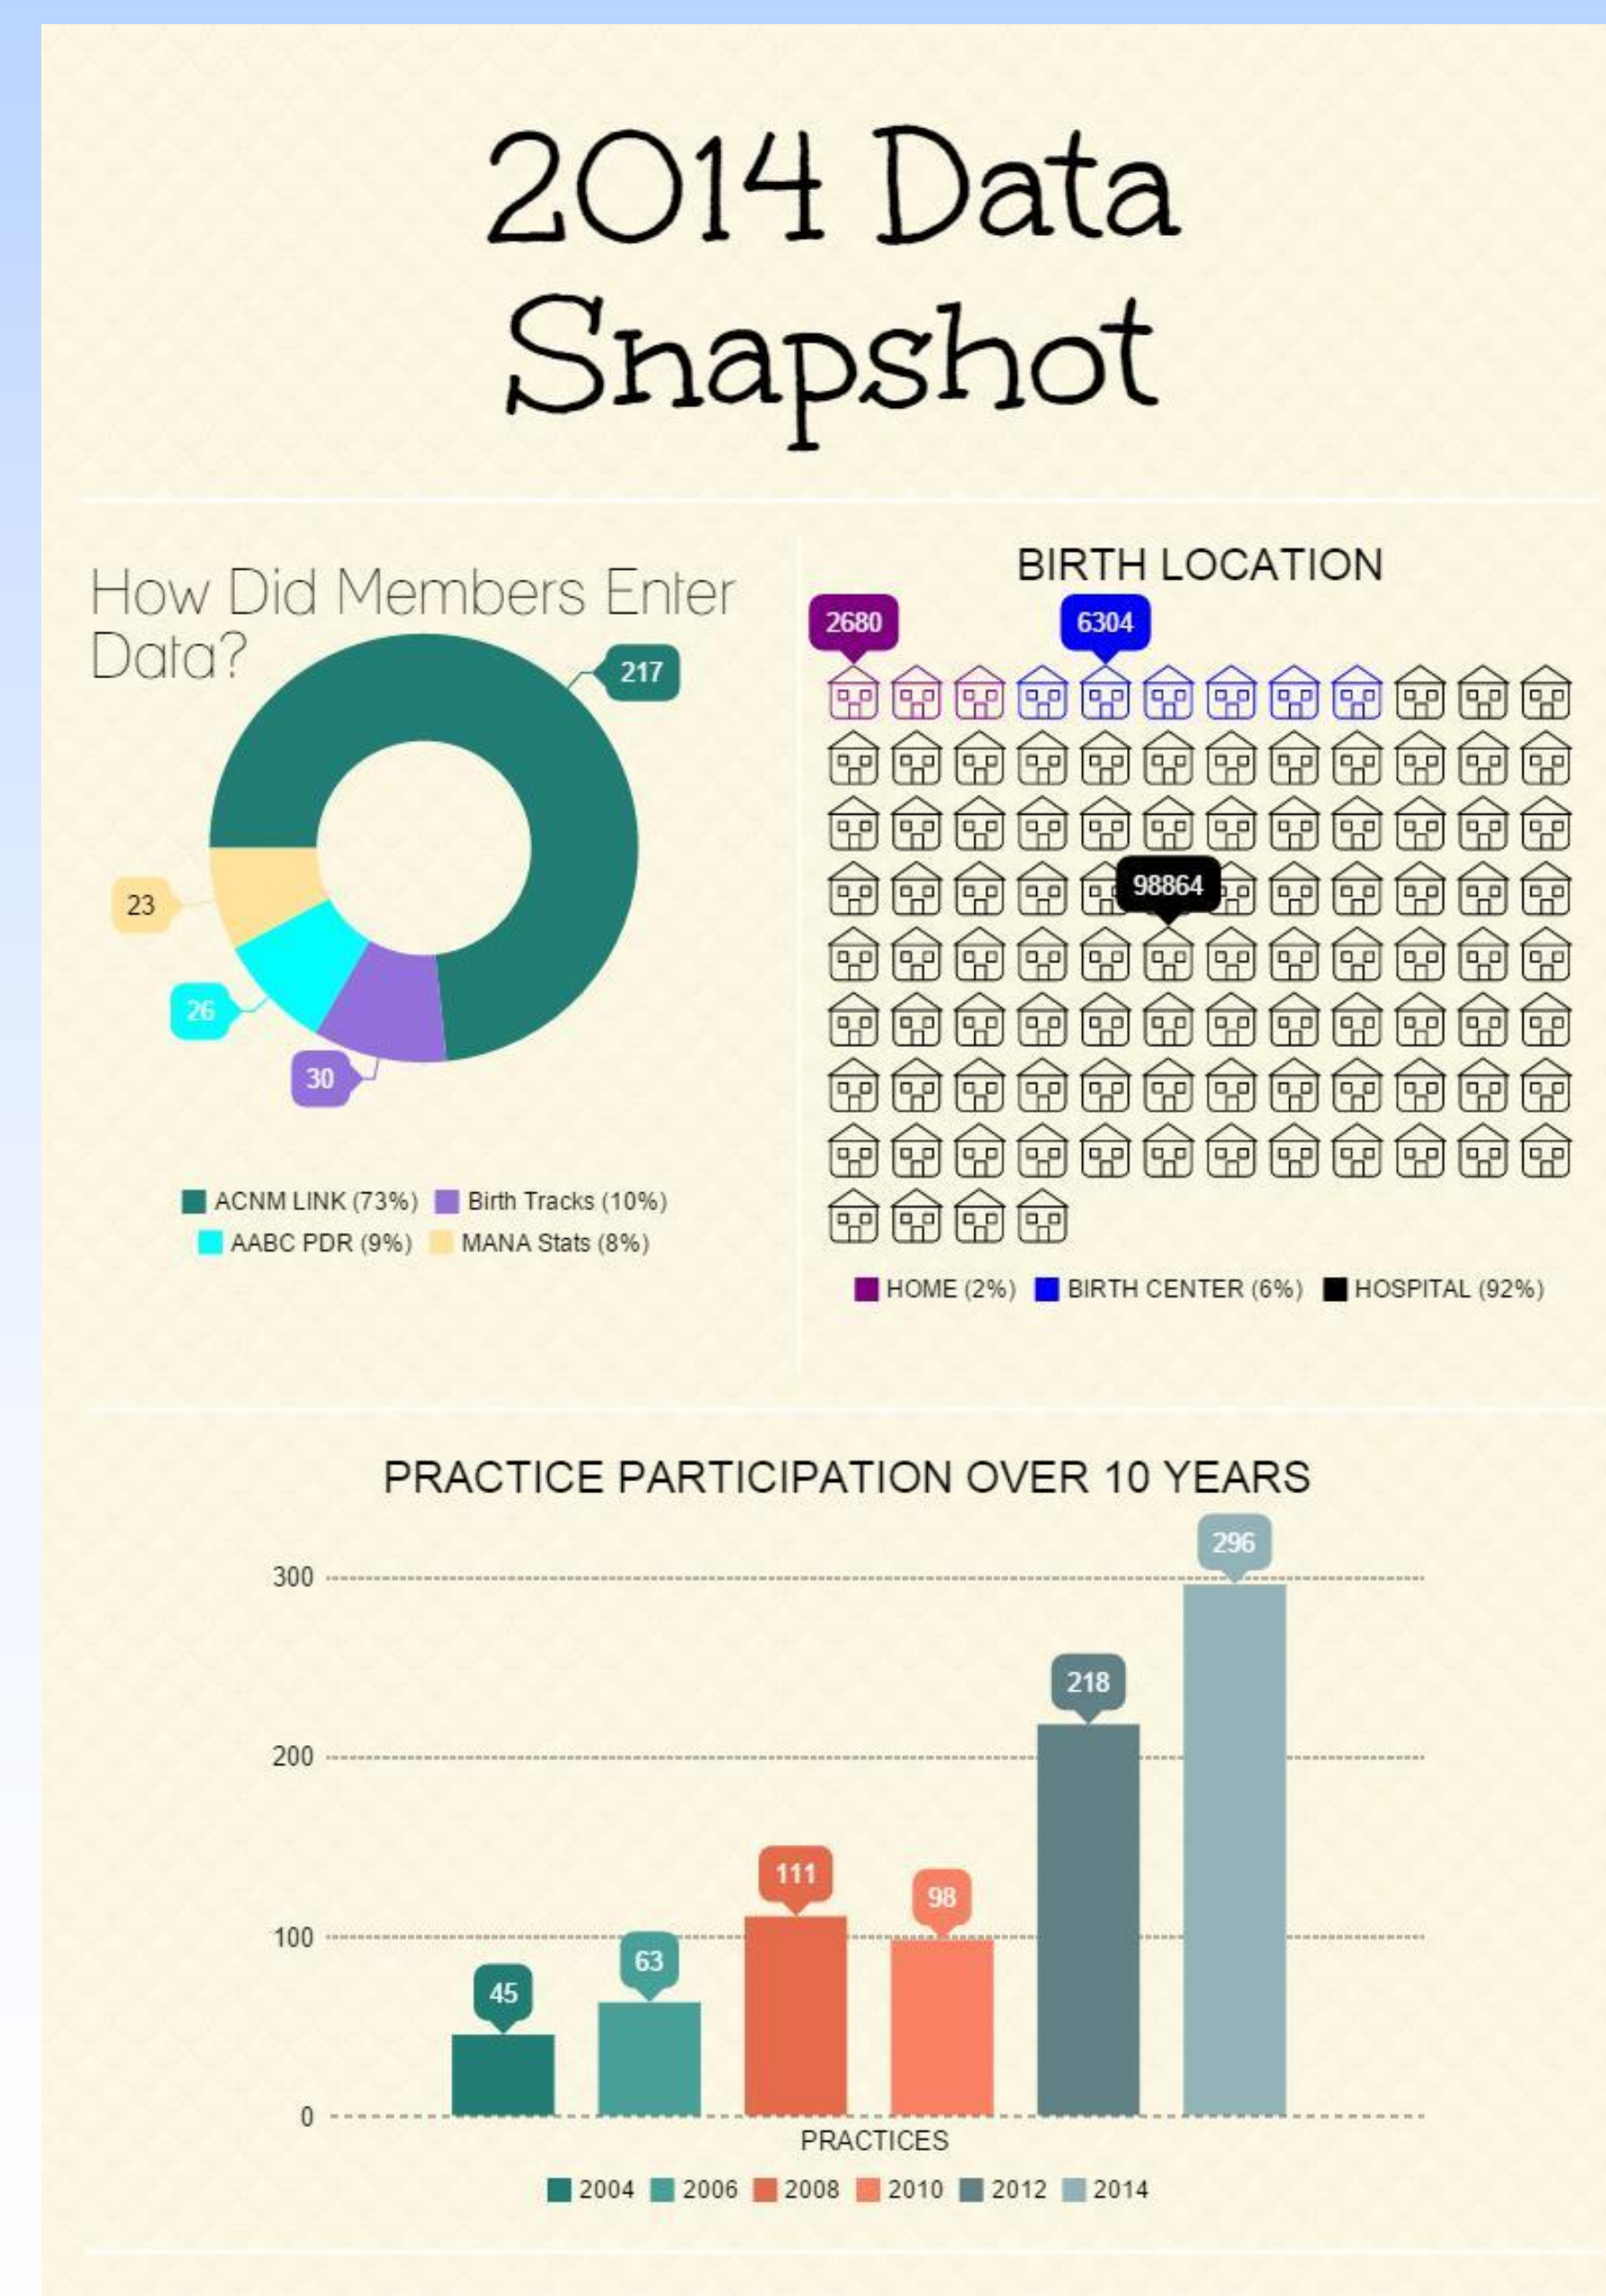 2014 Data
Snapshot
How Did Members Enter
Data?
217
23
26
30
ACNM LINK (73%) Birth Tracks (10%)
AABC PDR (9%) MANA Stats (8%)
BIRTH LOCATION
2680 6304
98864
HOME (2%) BIRTH CENTER (6%) HOSPITAL (92%)
PRACTICE PARTICIPATION OVER 10 YEARS
296
300
218
200
111
98
100
63
45
0
PRACTICES
2004 2006 2008 2010 2012 2014